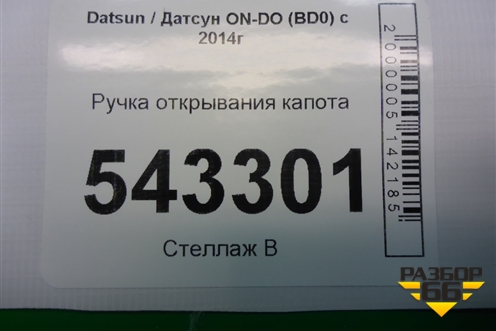 Datsun / Датсун ON-DO (BD0) с
2014г
Ручка открывания капота
543301
Стеллаж В
2000005142185
РАЗБОР
66